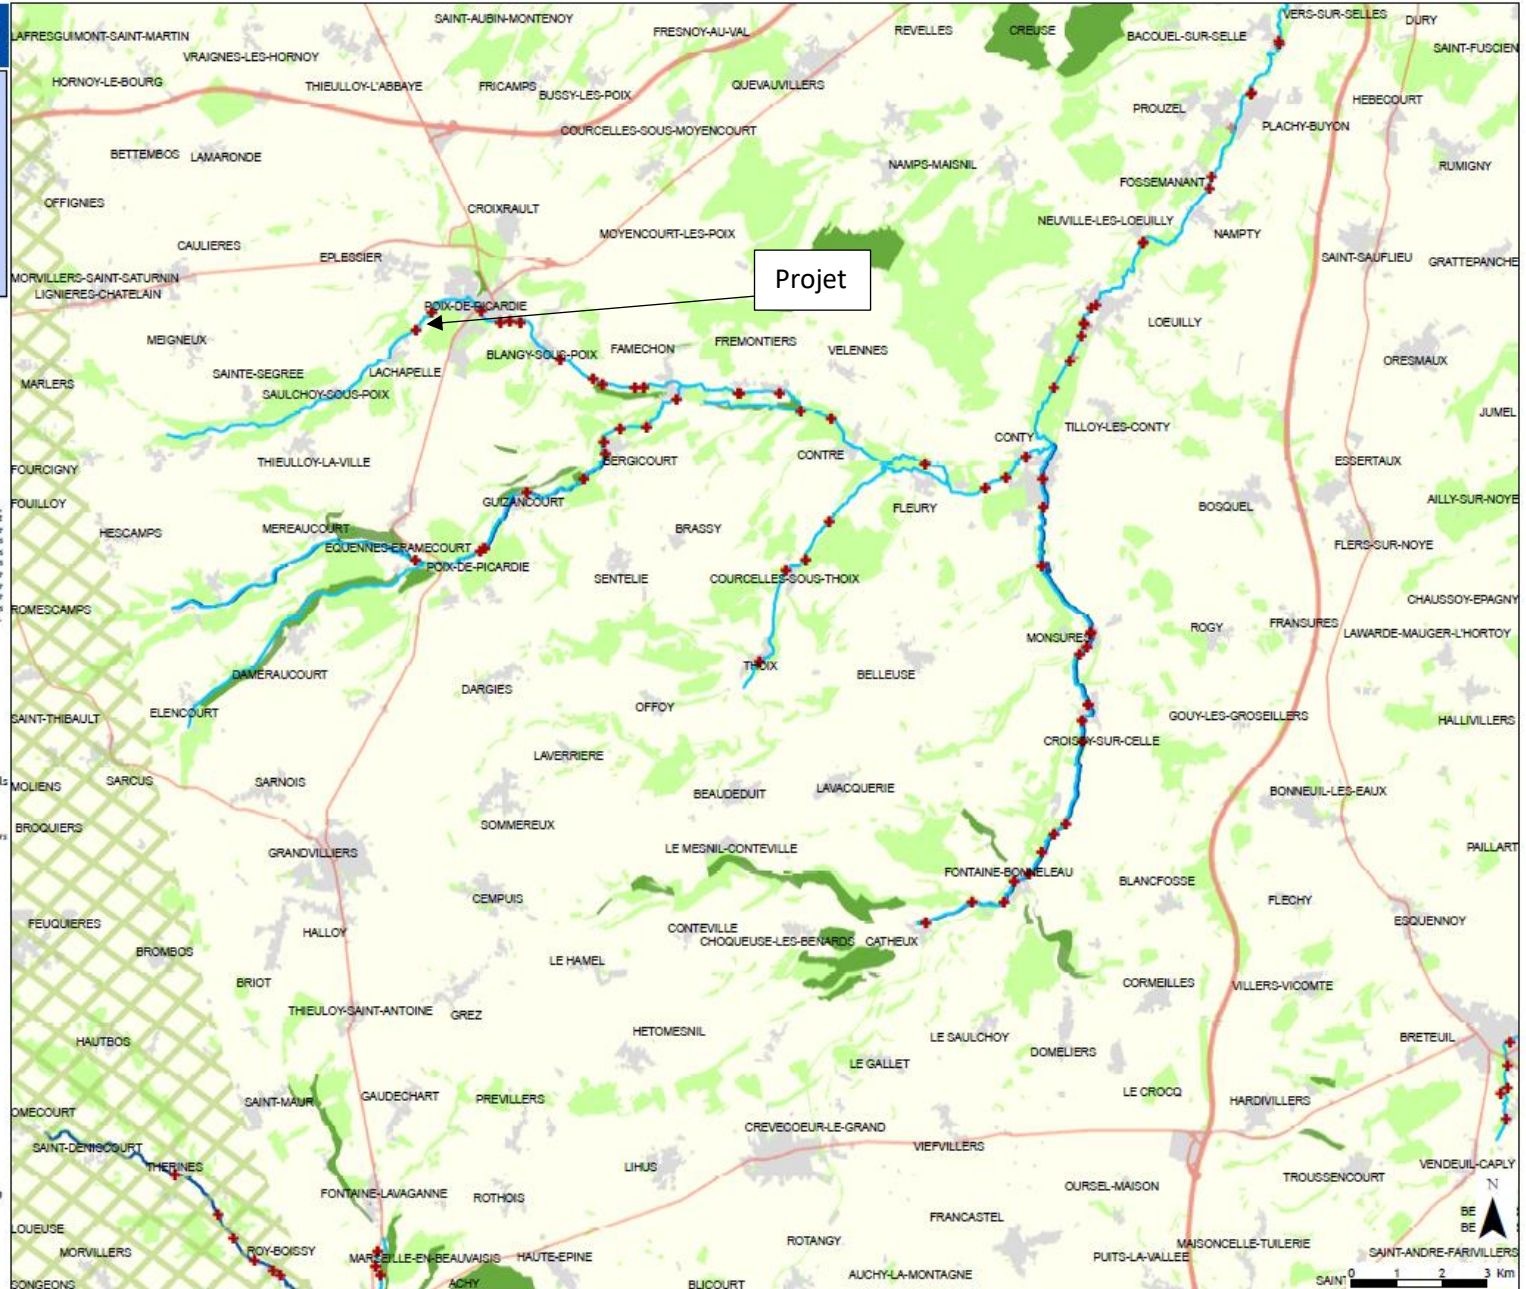 SAINT-AUBIN-MONTENOY
VERS-SUR-SELLES
DURY
LAFRESGUIMONT-SAINT-MARTIN
FRESNOY-AU-VAL
REVELLES
CREUSE
BACOUEL-SUR-SELLE
SAINT-FUSCIEN
VRAIGNES-LES-HORNOY
HORNOY-LE-BOURG
THIEULLOY-L'ABBAYE
FRICAMPS
BUSSY-LES-POIX
QUEVAUVILLERS
PROUZEL
HEBECOURT
COURCELLES-SOUS-MOYENCOURT
PLACHY-BUYON
BETTEMBOS
LAMARONDE
NAMPS-MAISNIL
RUMIGNY
FOSSEMANANT
OFFIGNIES
CROIXRAULT
NEUVILLE-LES-LOEUILLY
MOYENCOURT-LES-POIX
NAMPTY
CAULIERES
EPLESSIER
SAINT-SAUFLIEU
GRATTEPANCHE
MORVILLERS-SAINT-SATURNIN
Projet
LIGNIERES-CHATELAIN
POIX-DE-PICARDIE
LOEUILLY
MEIGNEUX
FREMONTIERS
FAMECHON
VELENNES
BLANGY-SOUS-POIX
ORESMAUX
SAINTE-SEGREE
LACHAPELLE
MARLERS
SAULCHOY-SOUS-POIX
JUMEL
TILLOY-LES-CONTY
CONTY
CONTRE
THIEULLOY-LA-VILLE
BERGICOURT
ESSERTAUX
FOURCIGNY
FOUILLOY
GUIZANCOURT
FLEURY
BOSQUEL
AILLY-SUR-NOYE
HESCAMPS
MEREAUCOURT
BRASSY
EQUENNES-ERAMECOURT
FLERS-SUR-NOYE
POIX-DE-PICARDIE
SENTELIE
COURCELLES-SOUS-THOIX
CHAUSSOY-EPAGNY
ROMESCAMPS
MONSURES
ROGY
FRANSURES
LAWARDE-MAUGER-L'HORTOY
THOIX
BELLEUSE
DAMERAUCOURT
DARGIES
OFFOY
ELENCOURT
SAINT-THIBAULT
GOUY-LES-GROSEILLERS
HALLIVILLERS
CROISSY-SUR-CELLE
LAVERRIERE
SARCUS
SARNOIS
MOLIENS
BEAUDEDUIT
LAVACQUERIE
BONNEUIL-LES-EAUX
BROQUIERS
SOMMEREUX
LE MESNIL-CONTEVILLE
PAILLART
GRANDVILLIERS
FONTAINE-BONNELEAU
BLANCFOSSE
CEMPUIS
FLECHY
FEUQUIERES
ESQUENNOY
HALLOY
CONTEVILLE
CHOQUEUSE-LES-BENARDS
CATHEUX
BROMBOS
LE HAMEL
BRIOT
CORMEILLES
VILLERS-VICOMTE
THIEULOY-SAINT-ANTOINE
GREZ
HETOMESNIL
LE SAULCHOY
BRETEUIL
HAUTBOS
DOMELIERS
LE GALLET
LE CROCQ
SAINT-MAUR
GAUDECHART
PREVILLERS
HARDIVILLERS
OMECOURT
CREVECOEUR-LE-GRAND
SAINT-DENISCOURT
VIEFVILLERS
THERINES
LIHUS
VENDEUIL-CAPLY
TROUSSENCOURT
FONTAINE-LAVAGANNE
ROTHOIS
OURSEL-MAISON
N
BE
FRANCASTEL
LOUEUSE
BE
ROTANGY
MORVILLERS
ROY-BOISSY
MARSEILLE-EN-BEAUVAISIS
HAUTE-EPINE
MAISONCELLE-TUILERIE
PUITS-LA-VALLEE
SAINT-ANDRE-FARIVILLERS
AUCHY-LA-MONTAGNE
SONGEONS
ACHY
BLICOURT
SAINT
0 1 2 3 Km